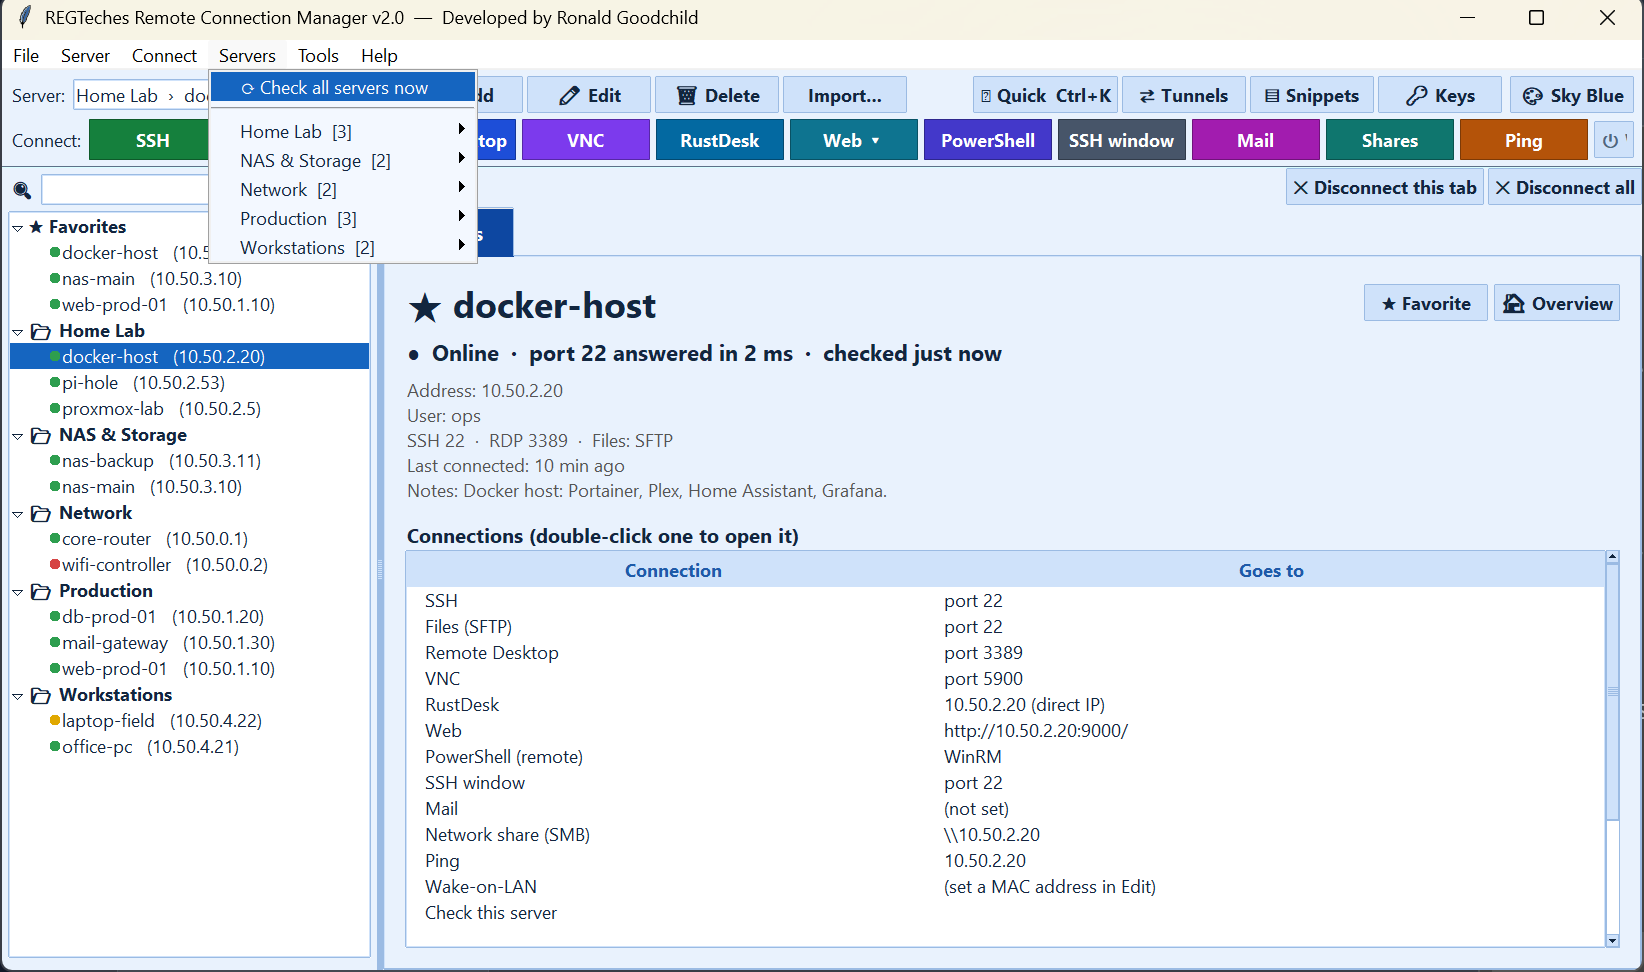 REGTeches Remote Connection Manager v2.0 — Developed by Ronald Goodchild
File Server Connect Servers Tools Help
Server: Home Lab › do dd Edit Delete Import... Quick Ctrl+K Tunnels Snippets Keys Sky Blue
Check all servers now
Connect: SSH top VNC RustDesk Web PowerShell SSH window Mail Shares Ping
Home Lab [3]
NAS & Storage [2]
Network [2]
Production [3]
Workstations [2]
Disconnect this tab Disconnect all
s
Favorites
docker-host (10.5
nas-main (10.50.3.10)
web-prod-01 (10.50.1.10)
Home Lab
docker-host (10.50.2.20)
pi-hole (10.50.2.53)
proxmox-lab (10.50.2.5)
NAS & Storage
nas-backup (10.50.3.11)
nas-main (10.50.3.10)
Network
core-router (10.50.0.1)
wifi-controller (10.50.0.2)
Production
db-prod-01 (10.50.1.20)
mail-gateway (10.50.1.30)
web-prod-01 (10.50.1.10)
Workstations
laptop-field (10.50.4.22)
office-pc (10.50.4.21)
★ docker-host
★ Favorite Overview
● Online · port 22 answered in 2 ms · checked just now
Address: 10.50.2.20
User: ops
SSH 22 · RDP 3389 · Files: SFTP
Last connected: 10 min ago
Notes: Docker host: Portainer, Plex, Home Assistant, Grafana.
Connections (double-click one to open it)
Connection Goes to
SSH port 22
Files (SFTP) port 22
Remote Desktop port 3389
VNC port 5900
RustDesk 10.50.2.20 (direct IP)
Web http://10.50.2.20:9000/
PowerShell (remote) WinRM
SSH window port 22
Mail (not set)
Network share (SMB) \\10.50.2.20
Ping 10.50.2.20
Wake-on-LAN (set a MAC address in Edit)
Check this server